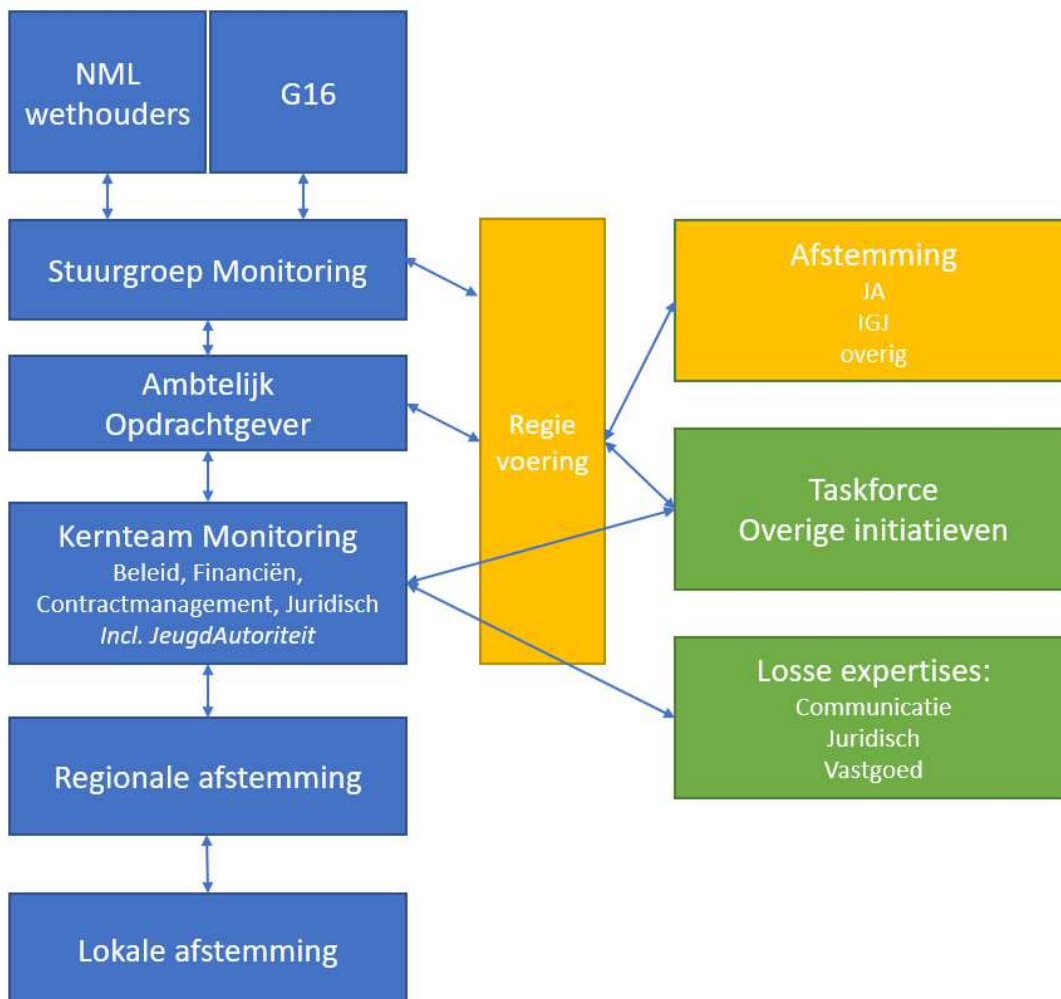 NML
wethouders
G16
Stuurgroep Monitoring
Ambtelijk
Opdrachtgever
Kernteam Monitoring
Beleid, Financiën,
Contractmanagement, Juridisch
Incl. JeugdAutoriteit
Regionale afstemming
Lokale afstemming
Regie
voering
Afstemming
JA
IGJ
overig
Taskforce
Overige initiatieven
Losse expertises:
Communicatie
Juridisch
Vastgoed